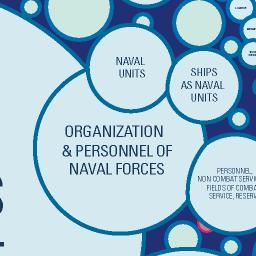 NAVAL
UNITS
SHIPS
AS NAVAL
UNITS
ORGANIZATION
& PERSONNEL OF
NAVAL FORCES
PERSONNEL,
NON COMBAT SERVI
FIELDS OF COMBA
SERVICE, RESERV
S